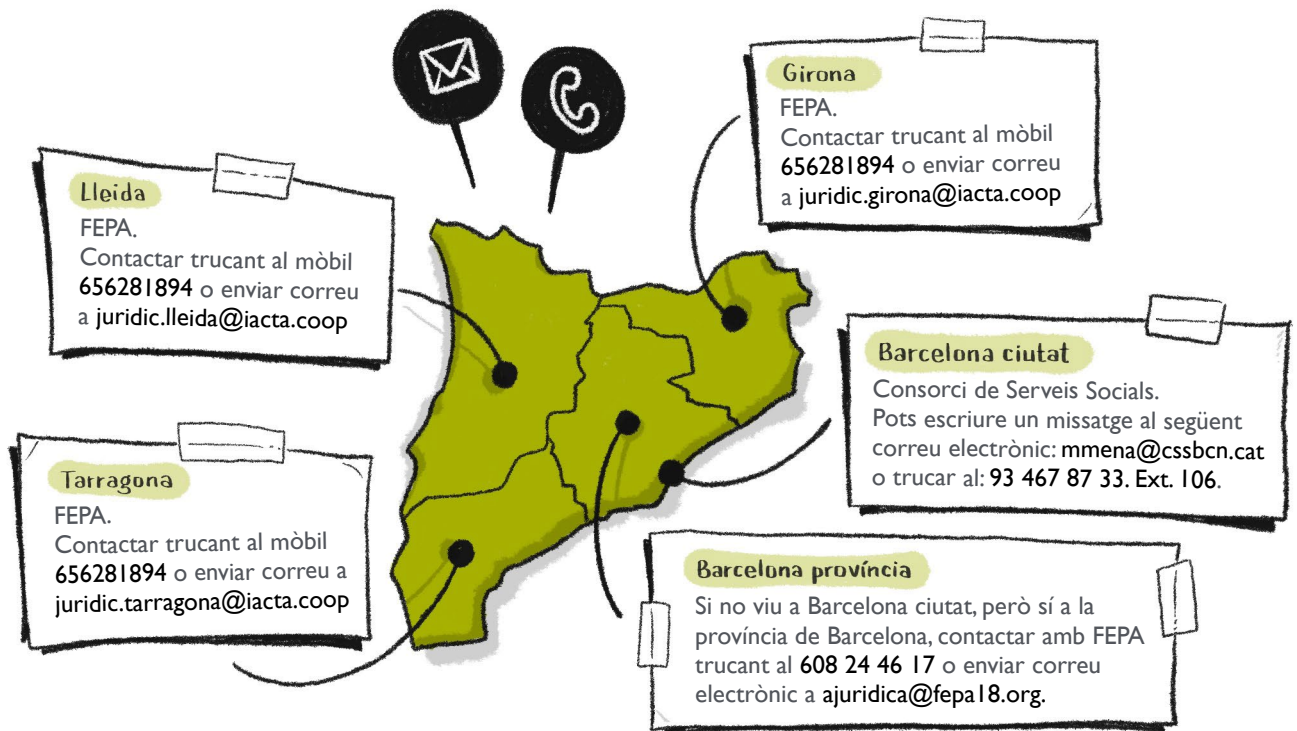 Girona
FEPA.
Contactar trucant al mòbil
656281894 o enviar correu
a juridic.girona@iacta.coop
Lleida
FEPA.
Contactar trucant al mòbil
656281894 o enviar correu
a juridic.lleida@iacta.coop
Barcelona ciutat
Consorci de Serveis Socials.
Pots escriure un missatge al següent
correu electrònic: mmena@cssbcn.cat
o trucar al: 93 467 87 33. Ext. 106.
Tarragona
FEPA.
Contactar trucant al mòbil
656281894 o enviar correu a
juridic.tarragona@iacta.coop
Barcelona província
Si no viu a Barcelona ciutat, però sí a la
província de Barcelona, contactar amb FEPA
trucant al 608 24 46 17 o enviar correu
electrònic a ajuridica@fepa18.org.